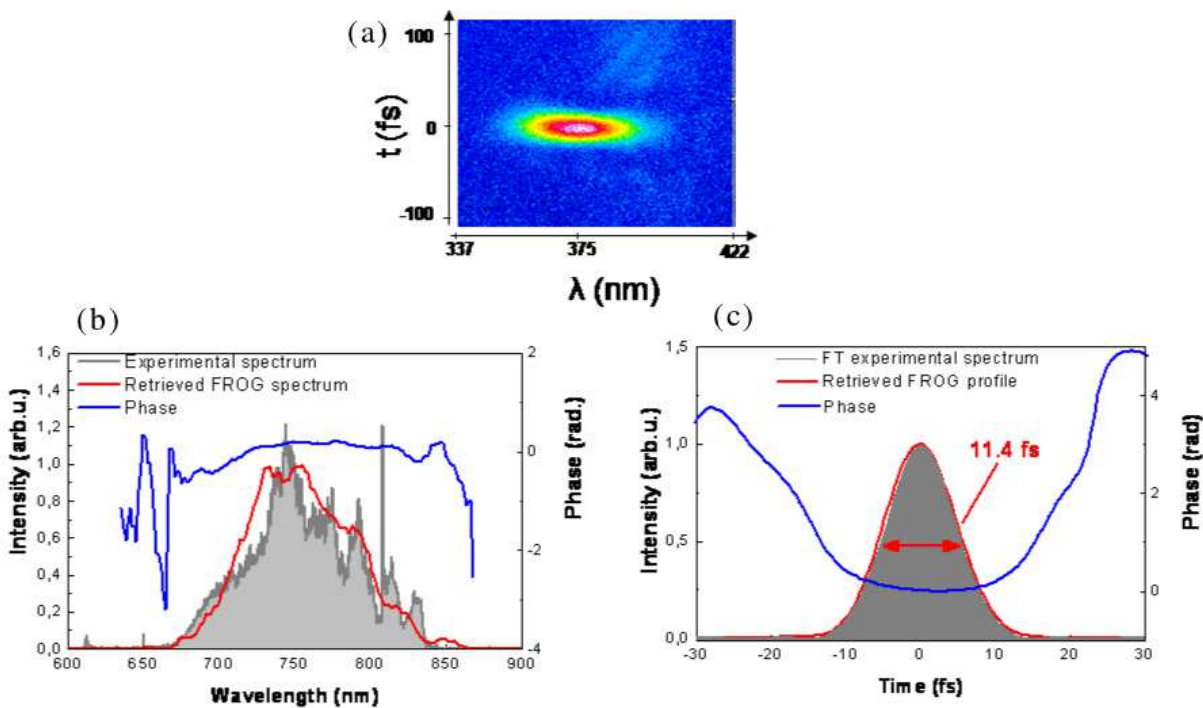 (a)
t (fs)
100
0
-100
337 375 422
λ (nm)
(b)
Experimental spectrum
Retrieved FROG spectrum
Phase
Intensity (arb.u.)
1,6
1,4
1,2
1,0
0,8
0,6
0,4
0,2
0,0
2
0
-2
-4
Phase (rad.)
600 650 700 750 800 850 900
Wavelength (nm)
(c)
FT experimental spectrum
Retrieved FROG profile
Phase
11.4 fs
Intensity (arb.u.)
1,5
1,0
0,5
0,0
4
2
0
Phase (rad)
-30 -20 -10 0 10 20 30
Time (fs)